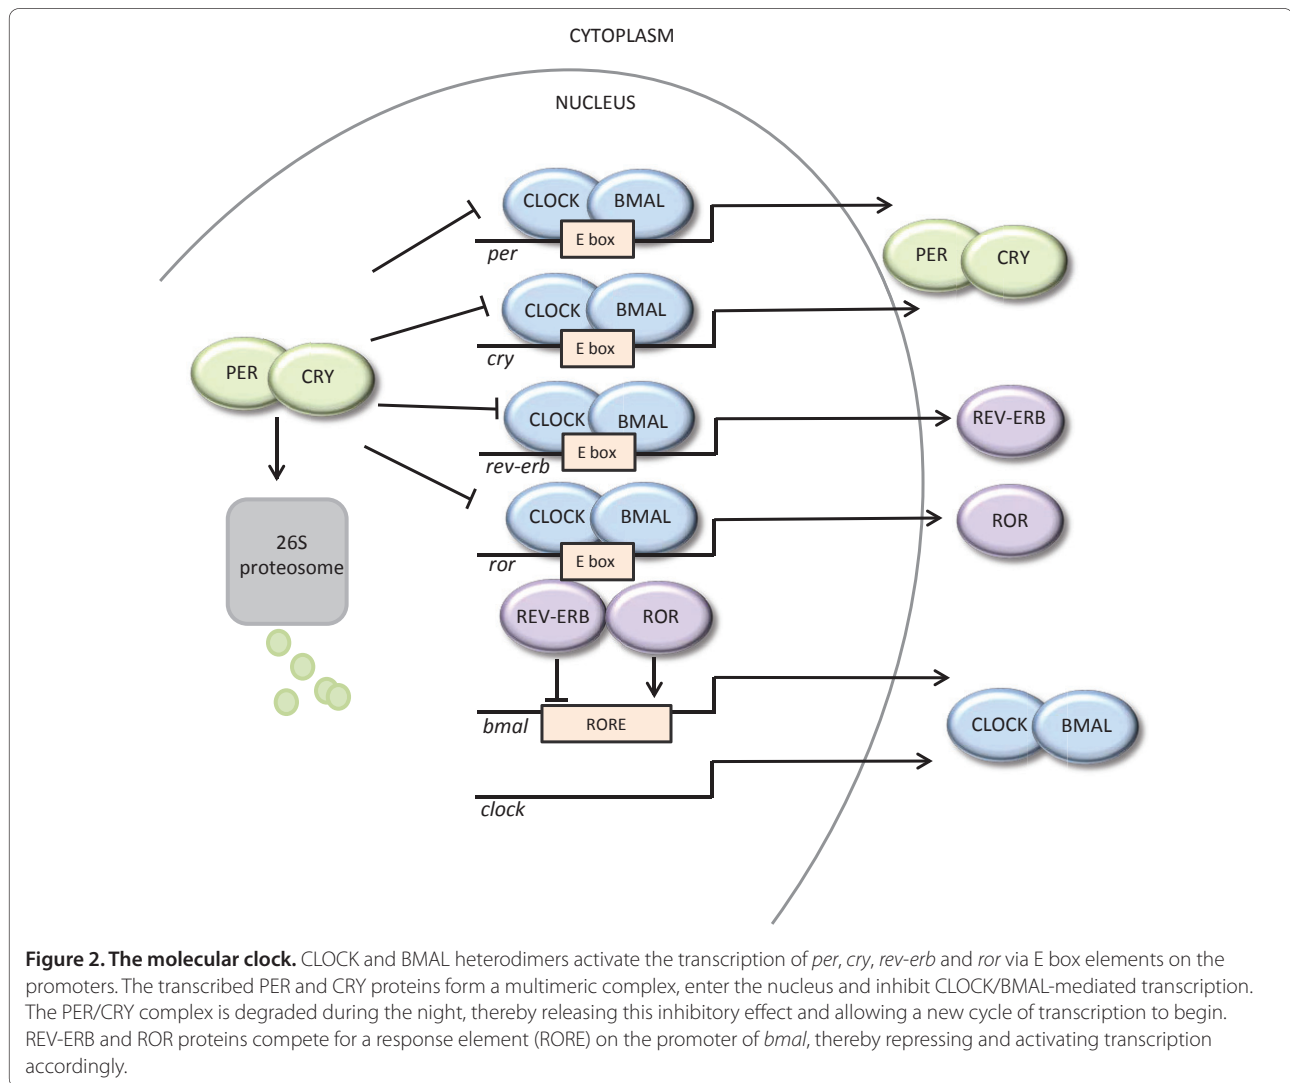 CYTOPLASM
NUCLEUS
CLOCK BMAL
E box
per
PER CRY
CLOCK BMAL
E box
cry
PER CRY
CLOCK BMAL
E box
rev-erb
REV-ERB
CLOCK BMAL
E box
ror
ROR
26S
proteosome
REV-ERB ROR
bmal
RORE
CLOCK BMAL
clock
Figure 2. The molecular clock. CLOCK and BMAL heterodimers activate the transcription of per, cry, rev-erb and ror via E box elements on the
promoters. The transcribed PER and CRY proteins form a multimeric complex, enter the nucleus and inhibit CLOCK/BMAL-mediated transcription.
The PER/CRY complex is degraded during the night, thereby releasing this inhibitory effect and allowing a new cycle of transcription to begin.
REV-ERB and ROR proteins compete for a response element (RORE) on the promoter of bmal, thereby repressing and activating transcription
accordingly.